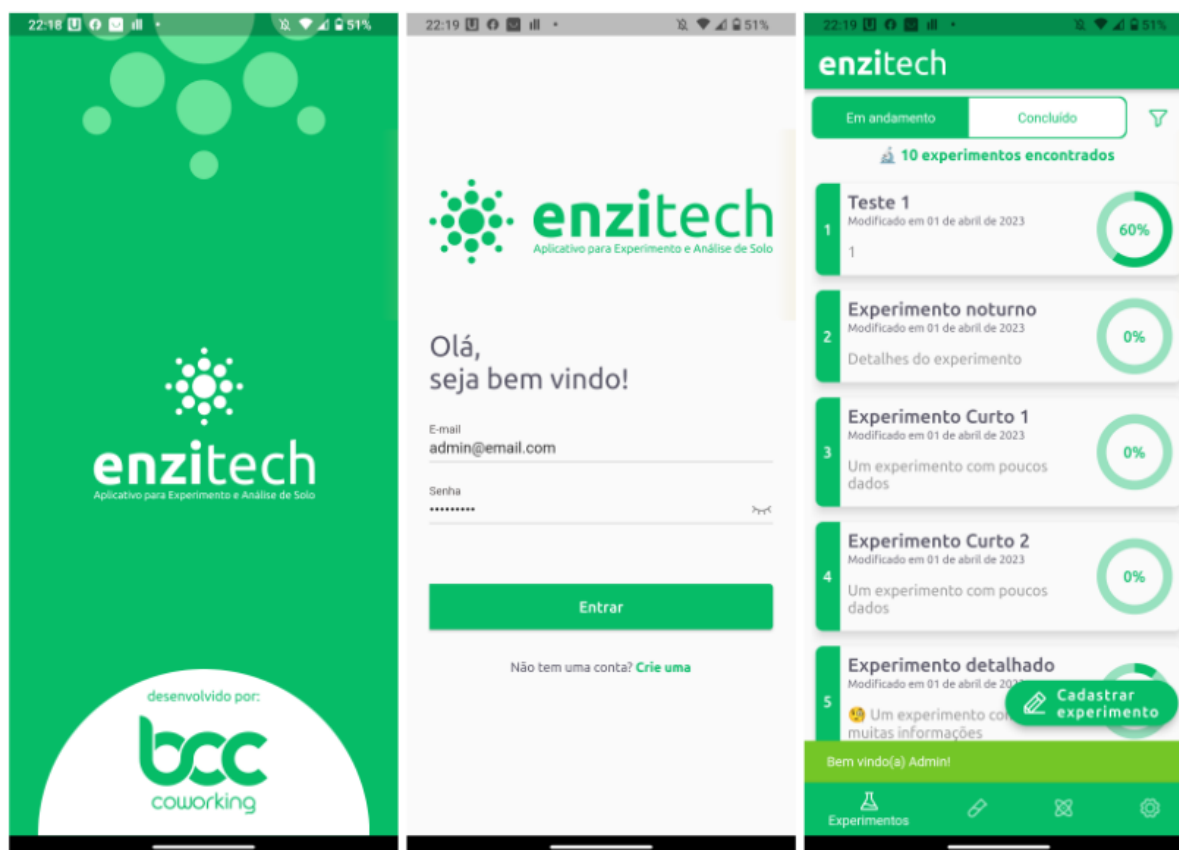 22:18
51%
enzitech
Aplicativo para Experimento e Análise de Solo
desenvolvido por:
bcc
coworking
22:19
51%
enzitech
Aplicativo para Experimento e Análise de Solo
Olá,
seja bem vindo!
E-mail
admin@email.com
Senha
•••••••••
Entrar
Não tem uma conta? Crie uma
22:19
51%
enzitech
Em andamento
Concluído
10 experimentos encontrados
1
Teste 1
Modificado em 01 de abril de 2023
1
60%
2
Experimento noturno
Modificado em 01 de abril de 2023
Detalhes do experimento
0%
3
Experimento Curto 1
Modificado em 01 de abril de 2023
Um experimento com poucos
dados
0%
4
Experimento Curto 2
Modificado em 01 de abril de 2023
Um experimento com poucos
dados
0%
5
Experimento detalhado
Modificado em 01 de abril de
🧐 Um experimento
muitas informações
Cadastrar
experimento
Bem vindo(a) Admin!
Experimentos